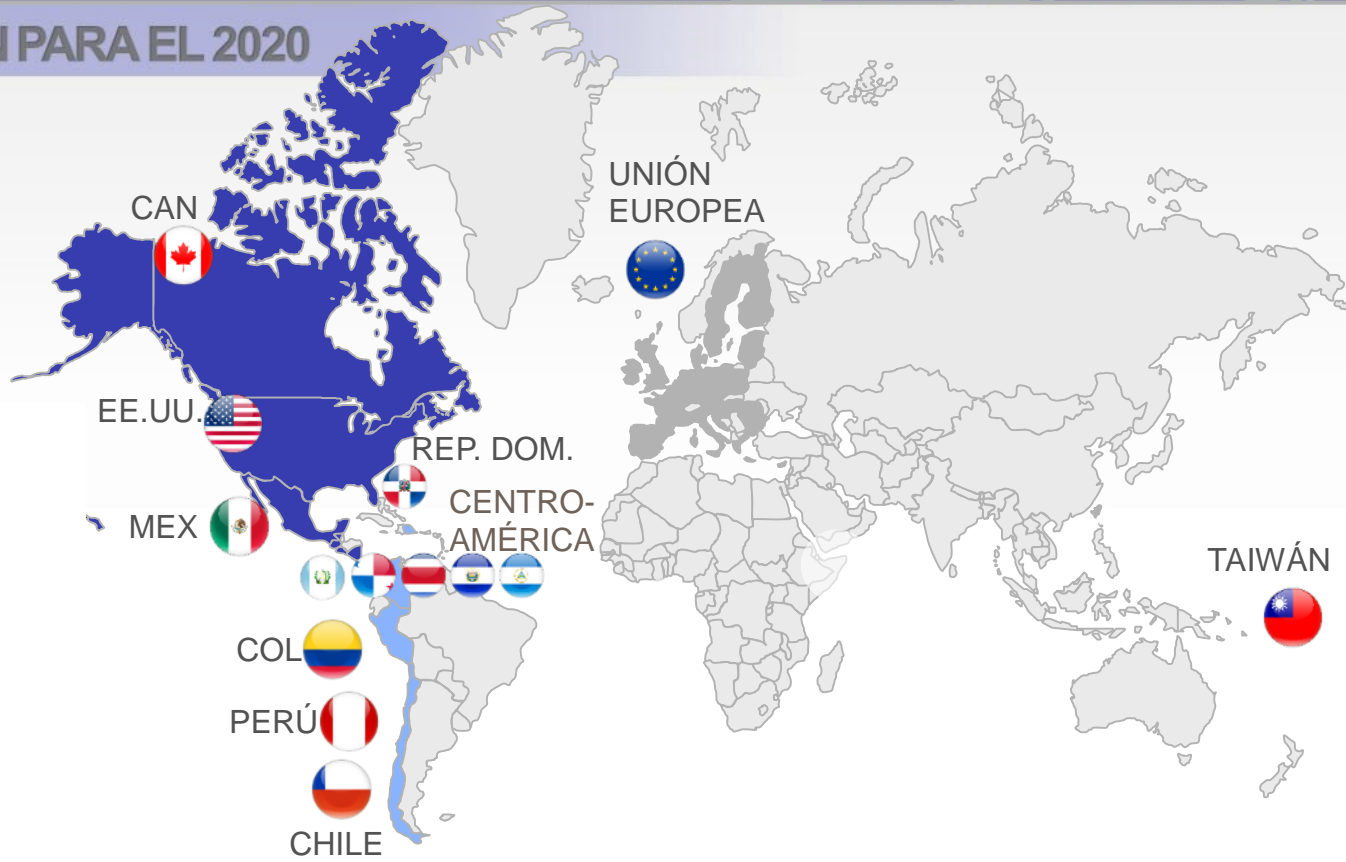 N PARA EL 2020
CAN
UNIÓN
EUROPEA
EE.UU.
REP. DOM.
CENTRO-
AMÉRICA
MEX
TAIWÁN
COL
PERÚ
CHILE